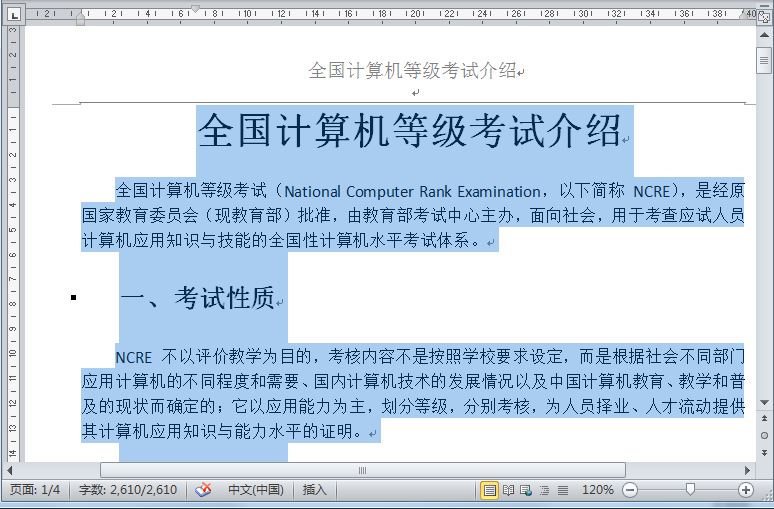 全国计算机等级考试介绍
全国计算机等级考试介绍
全国计算机等级考试（National Computer Rank Examination，以下简称 NCRE），是经原
国家教育委员会（现教育部）批准，由教育部考试中心主办，面向社会，用于考查应试人员
计算机应用知识与技能的全国性计算机水平考试体系。
一、考试性质
NCRE 不以评价教学为目的，考核内容不是按照学校要求设定，而是根据社会不同部门
应用计算机的不同程度和需要、国内计算机技术的发展情况以及中国计算机教育、教学和普
及的现状而确定的；它以应用能力为主，划分等级，分别考核，为人员择业、人才流动提供
其计算机应用知识与能力水平的证明。
页面: 1/4 字数: 2,610/2,610 中文(中国) 插入 120%